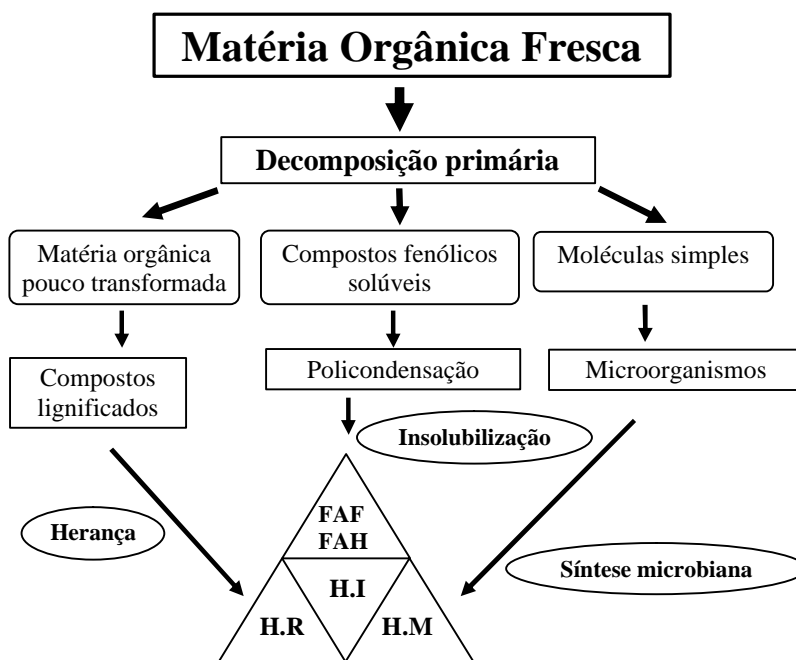 Matéria Orgânica Fresca
Decomposição primária
Matéria orgânica
pouco transformada
Compostos fenólicos
solúveis
Moléculas simples
Compostos
lignificados
Policondensação
Microorganismos
Insolubilização
Herança
Síntese microbiana
FAF
FAH
H.I
H.R
H.M